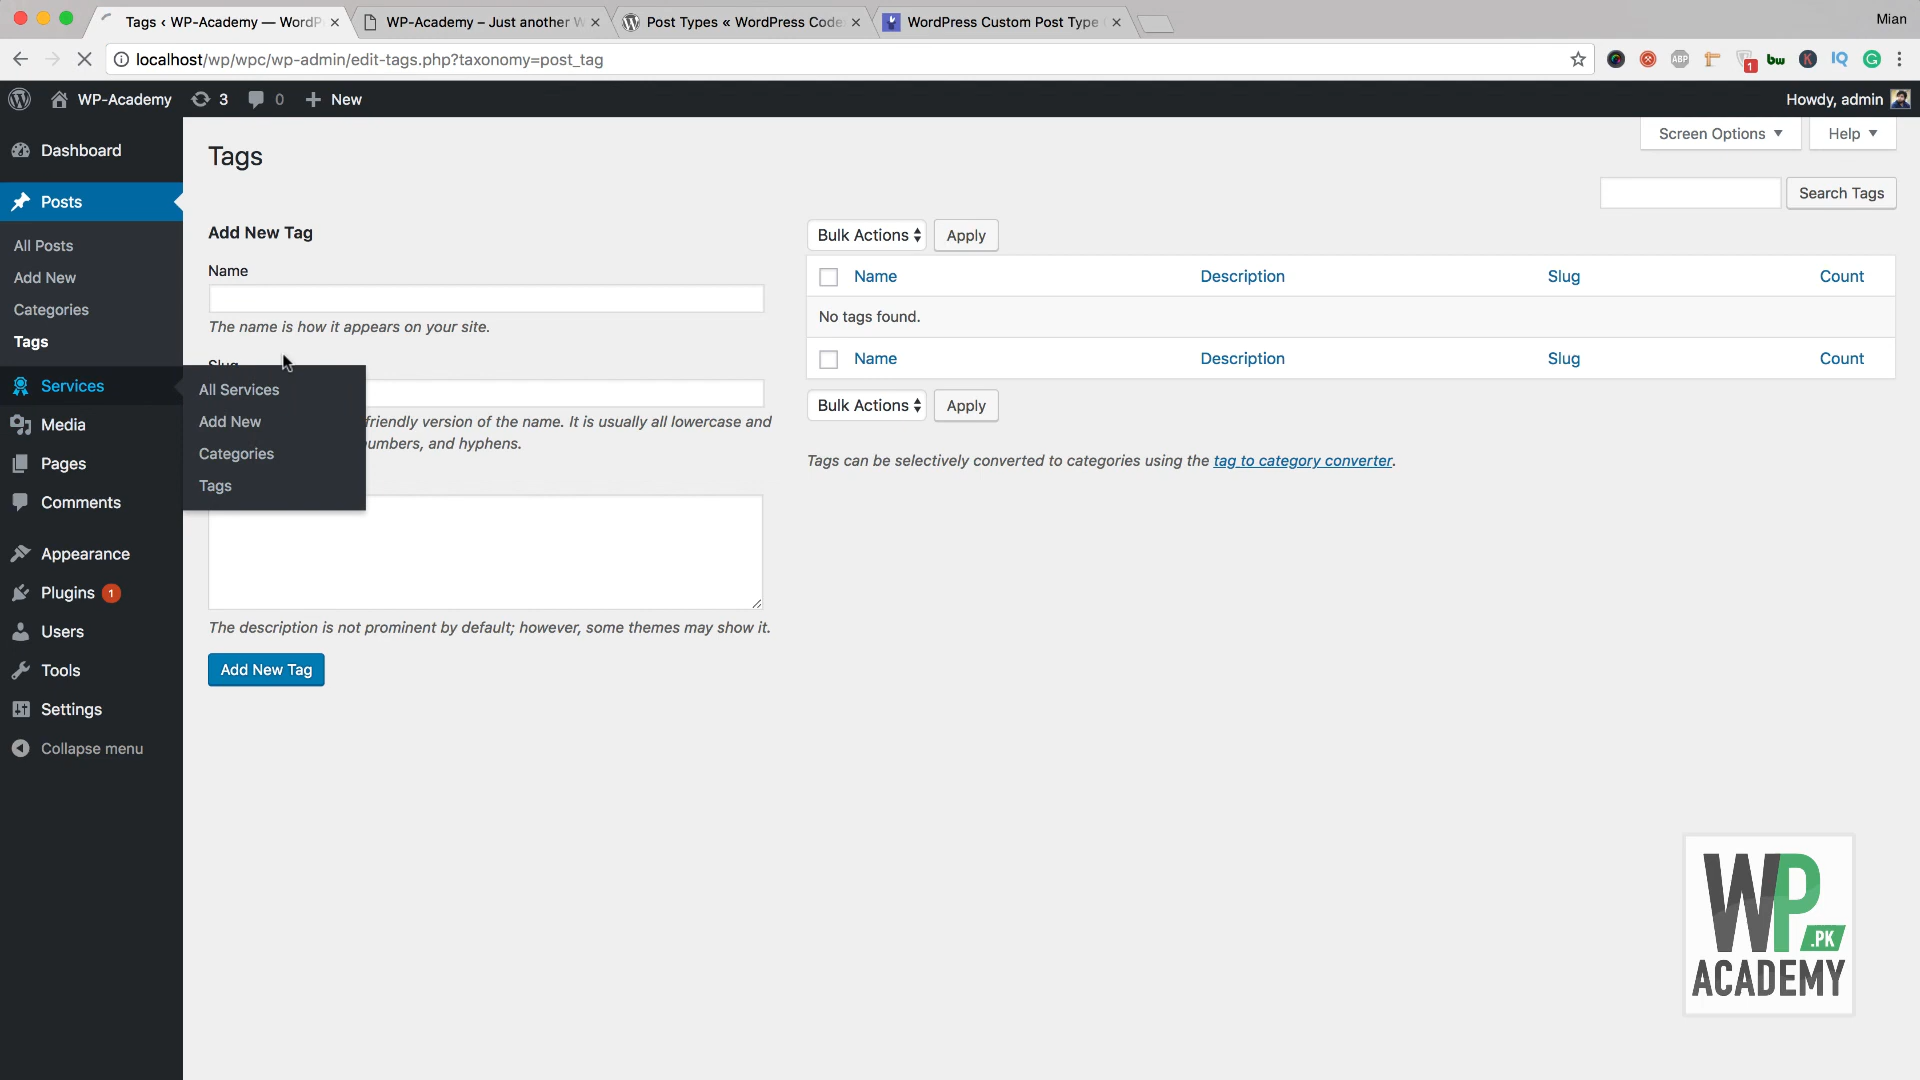 Tags ‹ WP-Academy — WordP
WP-Academy – Just another W
Post Types « WordPress Code
WordPress Custom Post Type
Mian
localhost/wp/wpc/wp-admin/edit-tags.php?taxonomy=post_tag
ABP
1
bw
K
IQ
G
WP-Academy
3
0
New
Howdy, admin
Dashboard
Posts
All Posts
Add New
Categories
Tags
Services
All Services
Add New
Categories
Tags
Media
Pages
Comments
Appearance
Plugins 1
Users
Tools
Settings
Collapse menu
Screen Options
Help
Tags
Search Tags
Add New Tag
Name
The name is how it appears on your site.
Slug
friendly version of the name. It is usually all lowercase and
umbers, and hyphens.
The description is not prominent by default; however, some themes may show it.
Add New Tag
Bulk Actions
Apply
Name Description Slug Count
No tags found.
Name Description Slug Count
Bulk Actions
Apply
Tags can be selectively converted to categories using the tag to category converter.
WP
.PK
ACADEMY